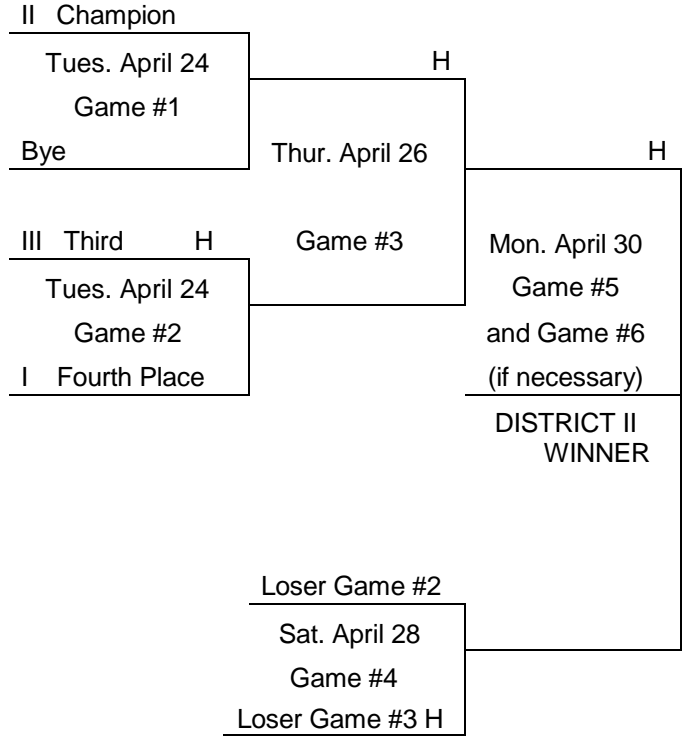 II Champion
Tues. April 24
Game #1
Bye
H
Thur. April 26
Game #3
H
III Third H
Tues. April 24
Game #2
I Fourth Place
Mon. April 30
Game #5
and Game #6
(if necessary)
DISTRICT II
WINNER
Loser Game #2
Sat. April 28
Game #4
Loser Game #3 H